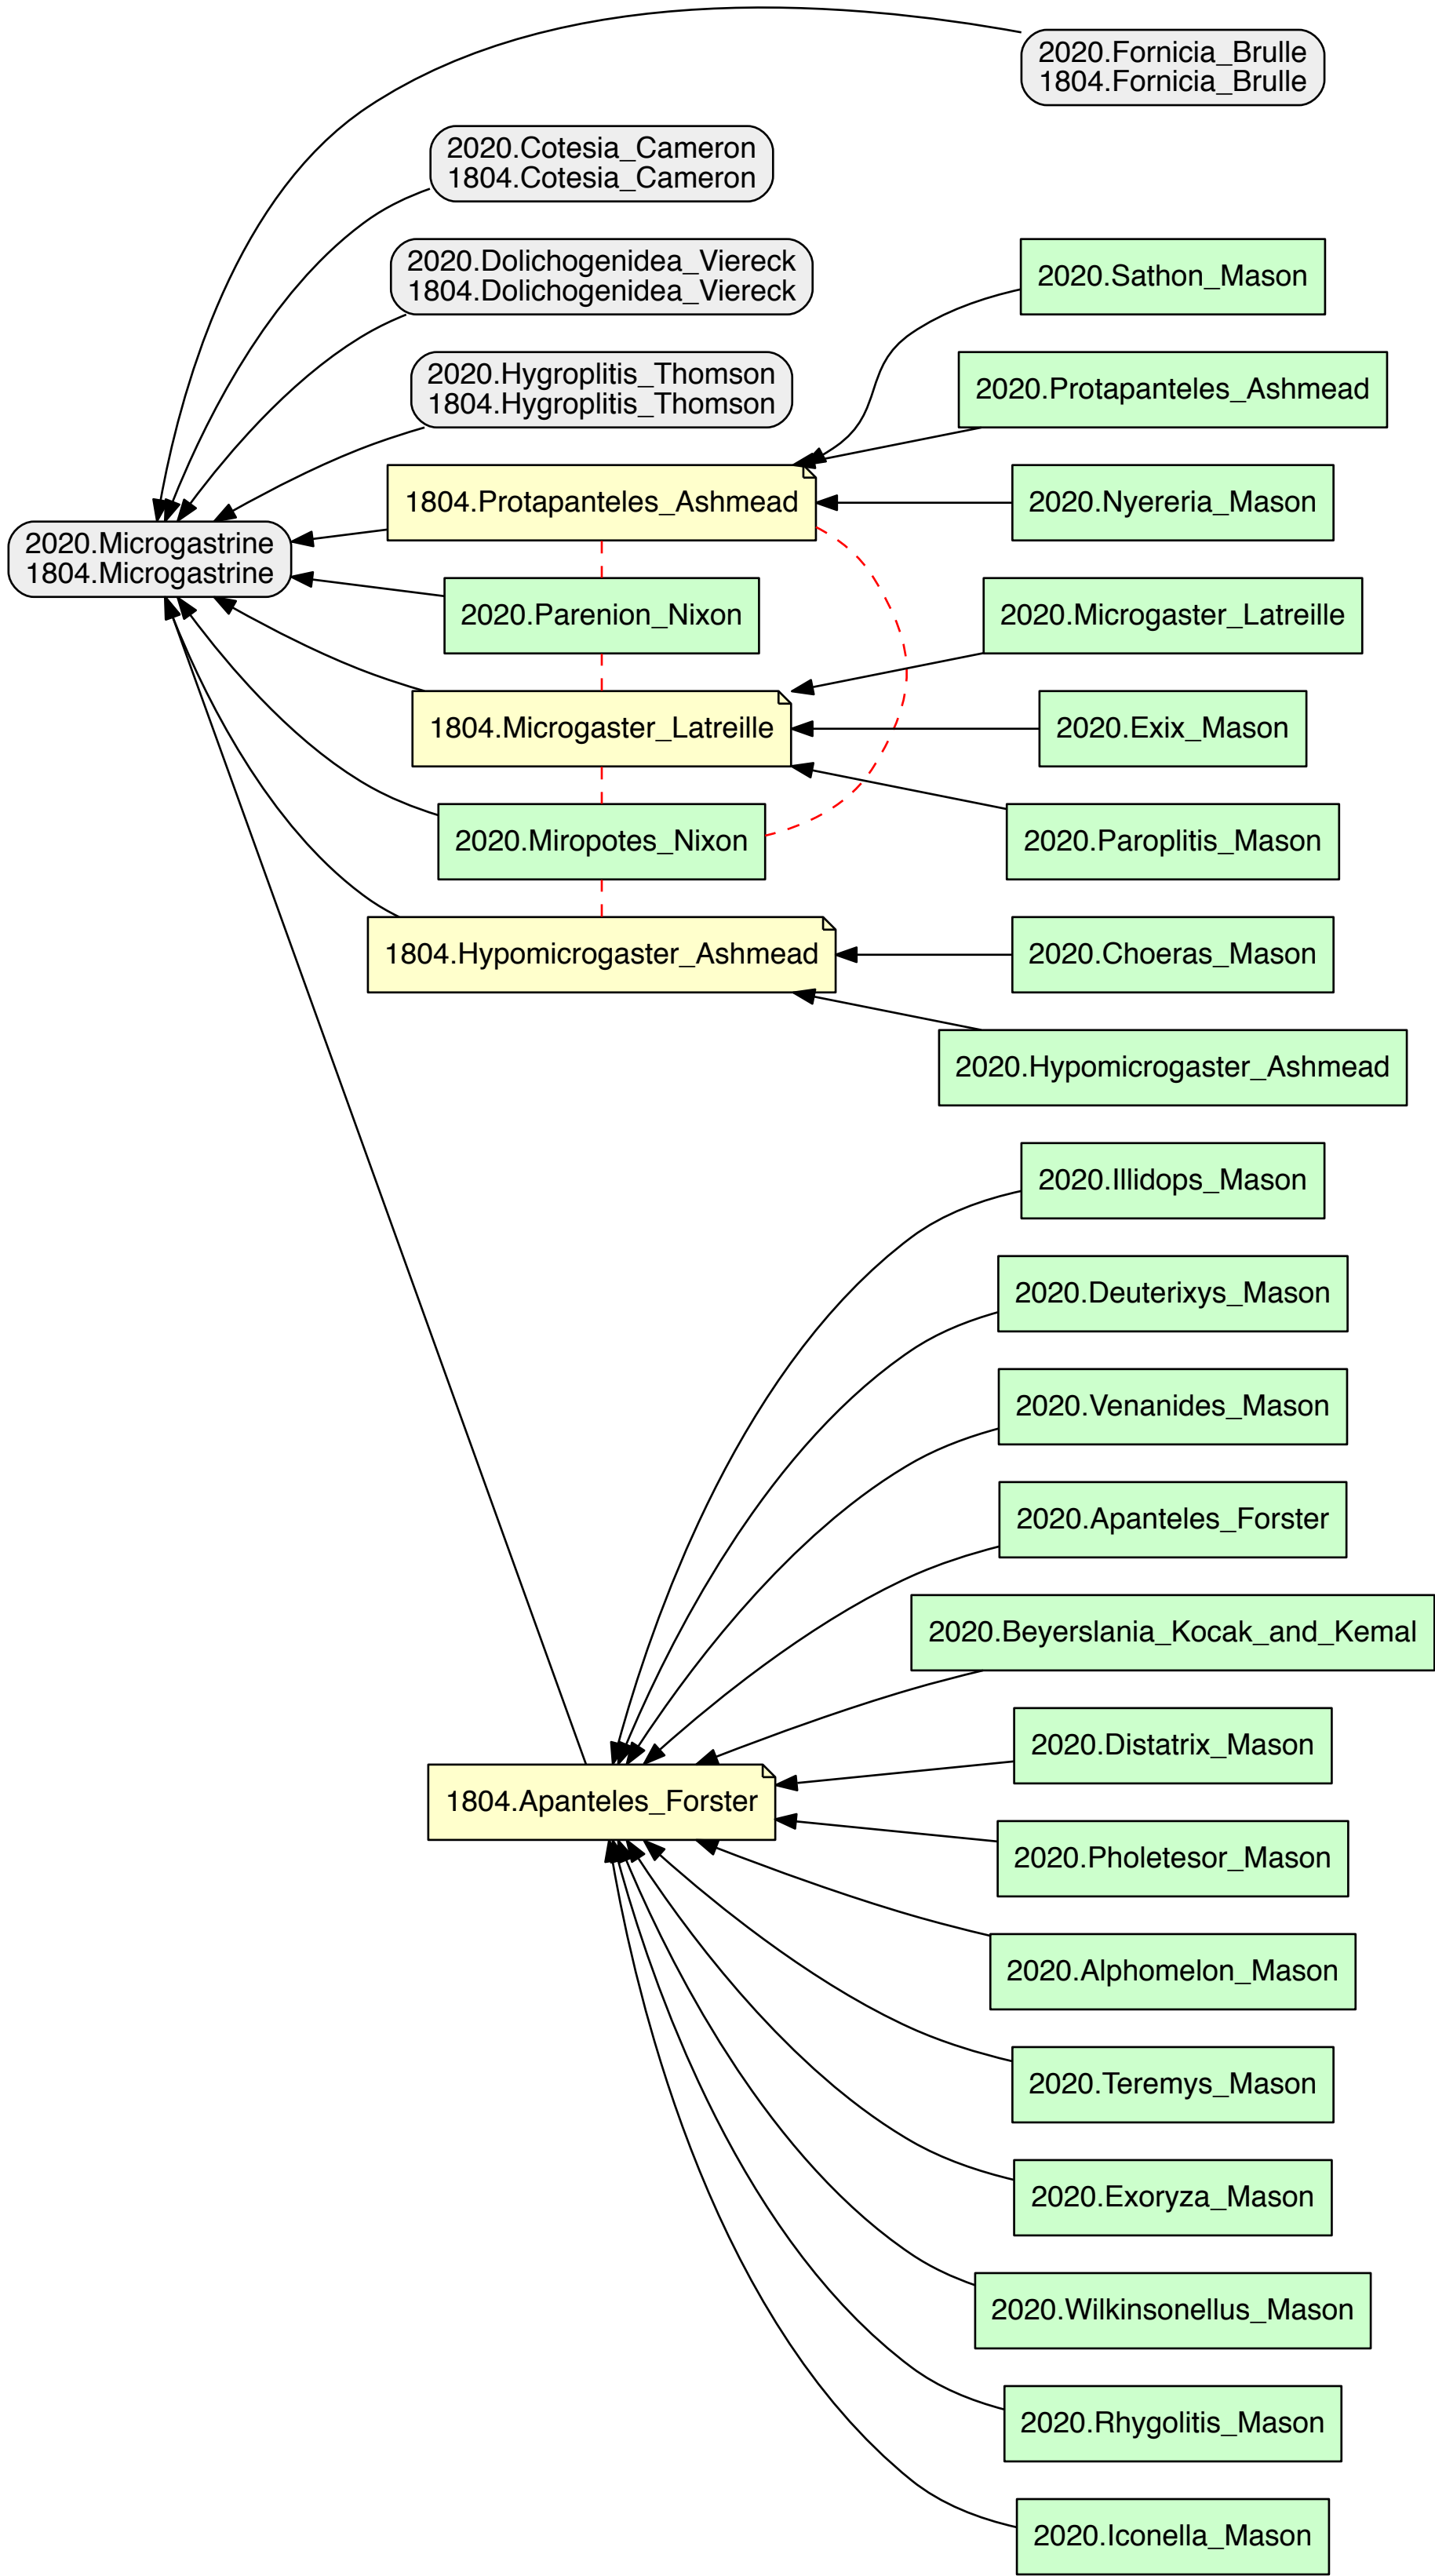 2020.Fornicia_Brulle
1804.Fornicia_Brulle
2020.Cotesia_Cameron
1804.Cotesia_Cameron
2020.Dolichogenidea_Viereck
1804.Dolichogenidea_Viereck
2020.Sathon_Mason
2020.Hygroplitis_Thomson
1804.Hygroplitis_Thomson
2020.Protapanteles_Ashmead
1804.Protapanteles_Ashmead
2020.Nyereria_Mason
2020.Microgastrine
1804.Microgastrine
2020.Parenion_Nixon
2020.Microgaster_Latreille
1804.Microgaster_Latreille
2020.Exix_Mason
2020.Miropotes_Nixon
2020.Paroplitis_Mason
1804.Hypomicrogaster_Ashmead
2020.Choeras_Mason
2020.Hypomicrogaster_Ashmead
2020.Illidops_Mason
2020.Deuterixys_Mason
2020.Venanides_Mason
2020.Apanteles_Forster
2020.Beyerslania_Kocak_and_Kemal
2020.Distatrix_Mason
1804.Apanteles_Forster
2020.Pholetesor_Mason
2020.Alphomelon_Mason
2020.Teremys_Mason
2020.Exoryza_Mason
2020.Wilkinsonellus_Mason
2020.Rhygolitis_Mason
2020.Iconella_Mason